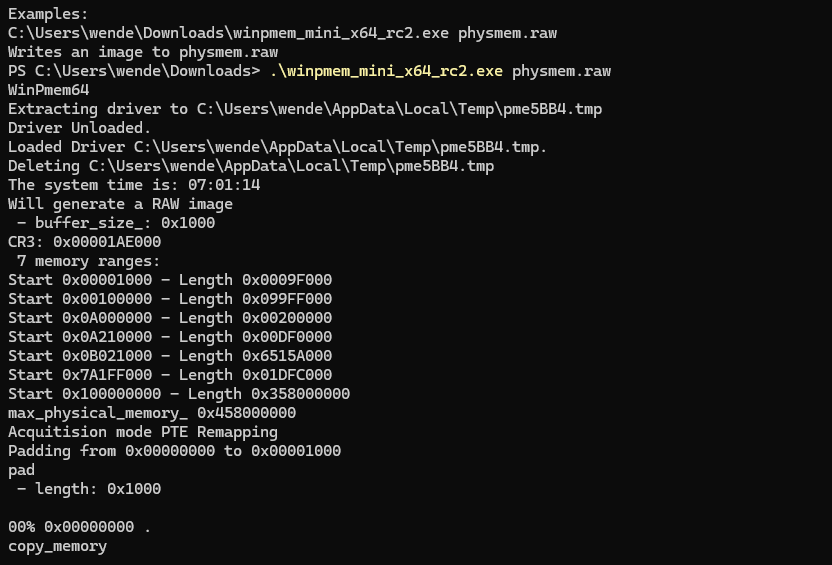 Examples:
C:\Users\wende\Downloads\winpmem_mini_x64_rc2.exe physmem.raw
Writes an image to physmem.raw
PS C:\Users\wende\Downloads> .\winpmem_mini_x64_rc2.exe physmem.raw
WinPmem64
Extracting driver to C:\Users\wende\AppData\Local\Temp\pme5BB4.tmp
Driver Unloaded.
Loaded Driver C:\Users\wende\AppData\Local\Temp\pme5BB4.tmp.
Deleting C:\Users\wende\AppData\Local\Temp\pme5BB4.tmp
The system time is: 07:01:14
Will generate a RAW image
 - buffer_size_: 0x1000
CR3: 0x00001AE000
 7 memory ranges:
Start 0x00001000 - Length 0x0009F000
Start 0x00100000 - Length 0x099FF000
Start 0x0A000000 - Length 0x00200000
Start 0x0A210000 - Length 0x00DF0000
Start 0x0B021000 - Length 0x6515A000
Start 0x7A1FF000 - Length 0x01DFC000
Start 0x100000000 - Length 0x358000000
max_physical_memory_ 0x458000000
Acquitision mode PTE Remapping
Padding from 0x00000000 to 0x00001000
pad
 - length: 0x1000
00% 0x00000000 .
copy_memory